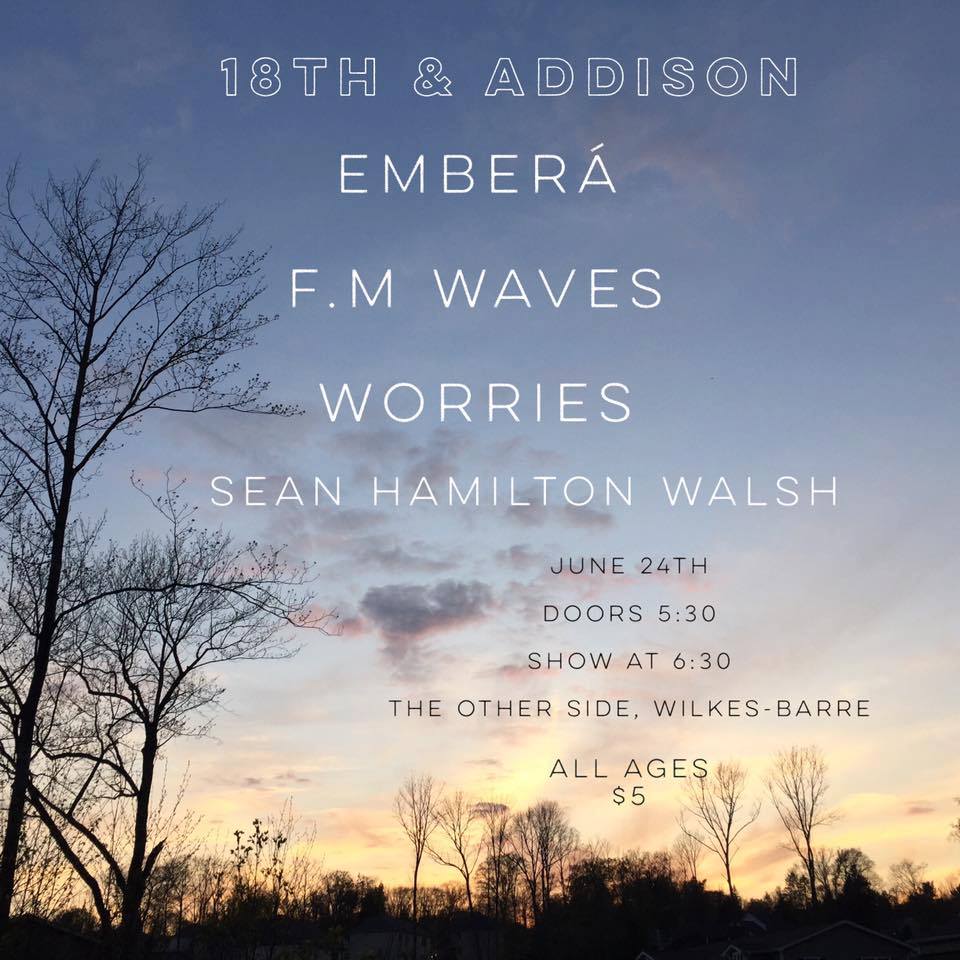 18TH & ADDISON
EMBERÁ
F.M WAVES
WORRIES
SEAN HAMILTON WALSH
JUNE 24TH
DOORS 5:30
SHOW AT 6:30
THE OTHER SIDE, WILKES-BARRE
ALL AGES
$5